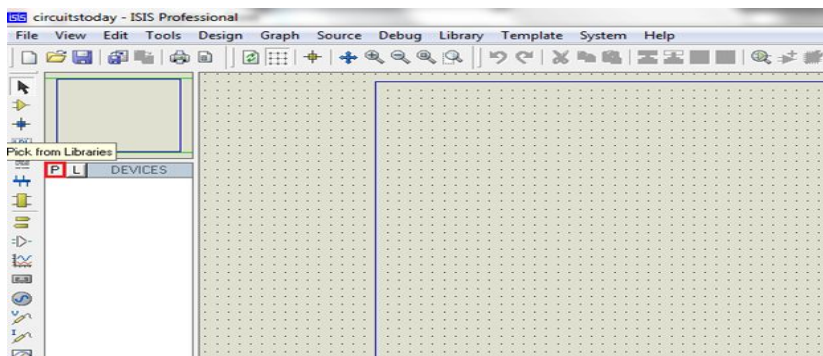 isis circuitstoday - ISIS Professional
File View Edit Tools Design Graph Source Debug Library Template System Help
Pick from Libraries
P L DEVICES